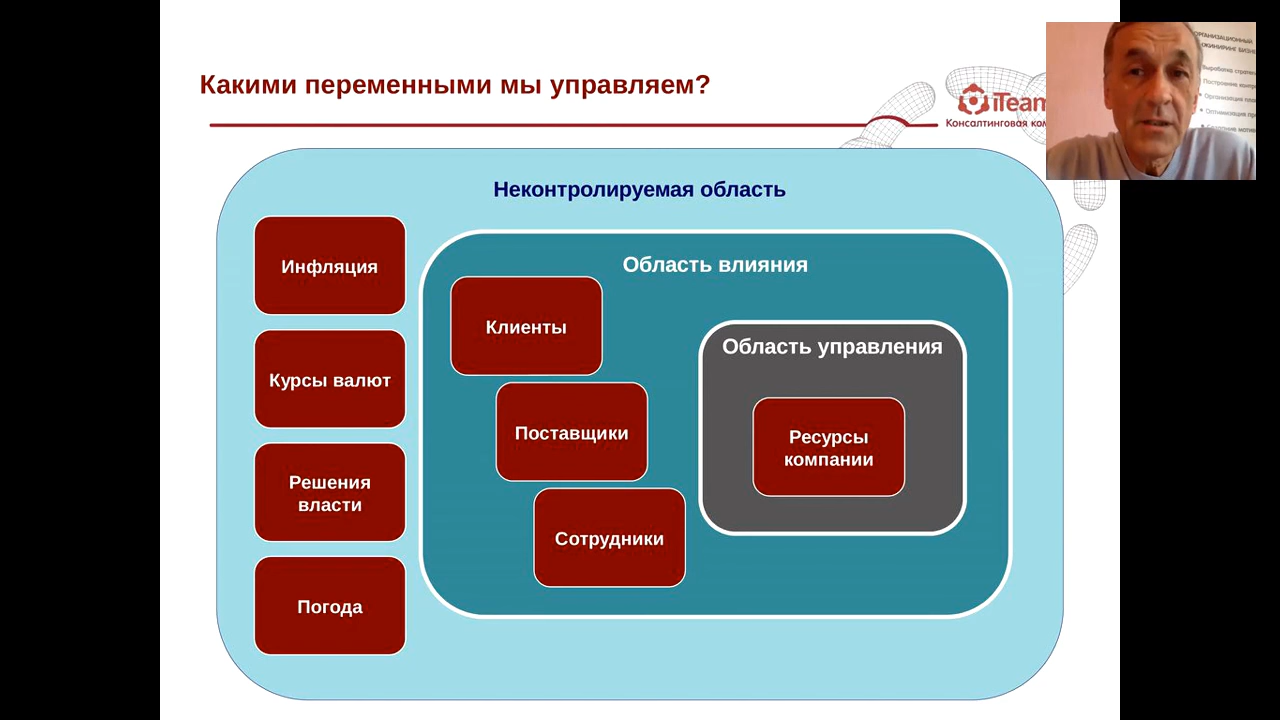 Какими переменными мы управляем?
iTeam
Консалтинговая
Неконтролируемая область
Инфляция
Курсы валют
Решения
власти
Погода
Область влияния
Клиенты
Поставщики
Сотрудники
Область управления
Ресурсы
компании